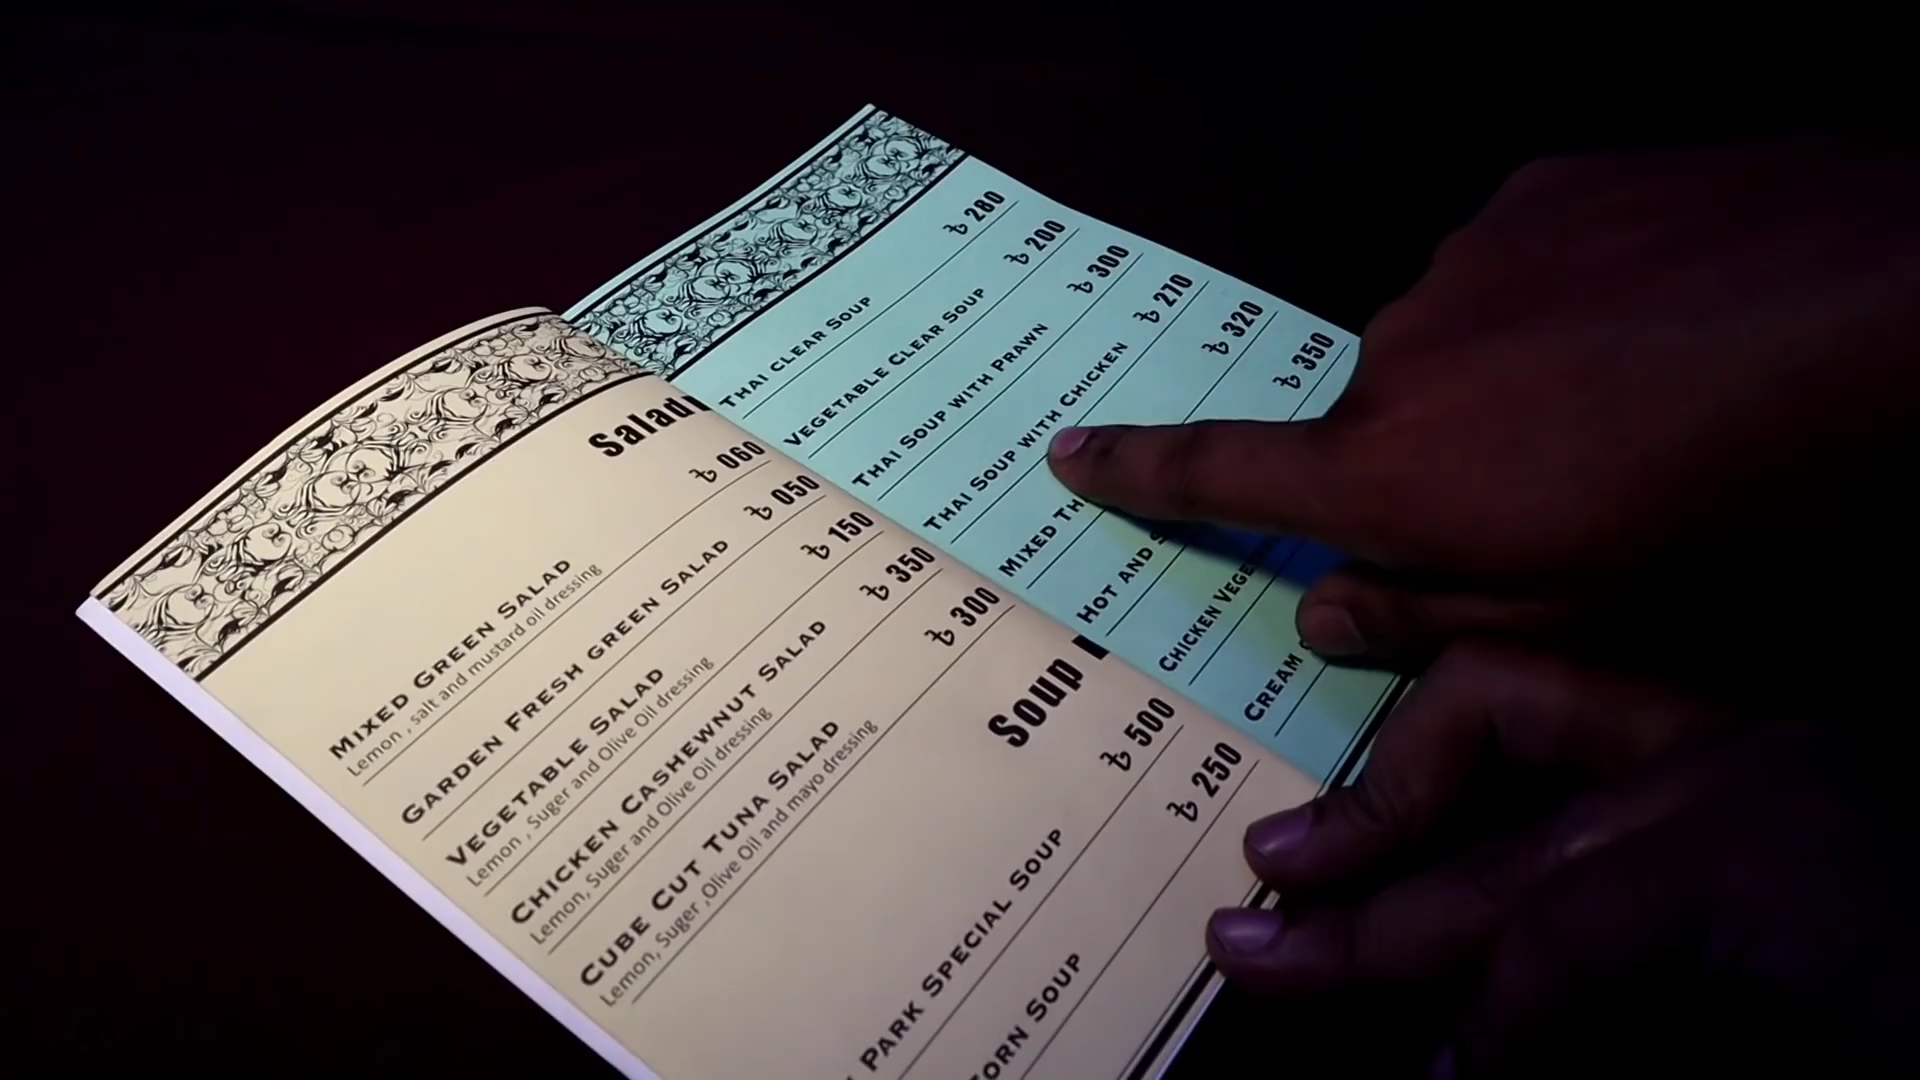 Salad
MIXED GREEN SALAD ৳ 060
Lemon , salt and mustard oil dressing
GARDEN FRESH GREEN SALAD ৳ 050
VEGETABLE SALAD ৳ 150
Lemon , Suger and Olive Oil dressing
CHICKEN CASHEWNUT SALAD ৳ 350
Lemon, Suger and Olive Oil dressing
CUBE CUT TUNA SALAD ৳ 300
Lemon, Suger ,Olive Oil and mayo dressing
Soup
PARK SPECIAL SOUP ৳ 500
SOUP ৳ 250
THAI CLEAR SOUP ৳ 280
VEGETABLE CLEAR SOUP ৳ 200
THAI SOUP WITH PRAWN ৳ 300
THAI SOUP WITH CHICKEN ৳ 270
MIXED ৳ 320
HOT AND ৳ 350
CHICKEN
CREAM